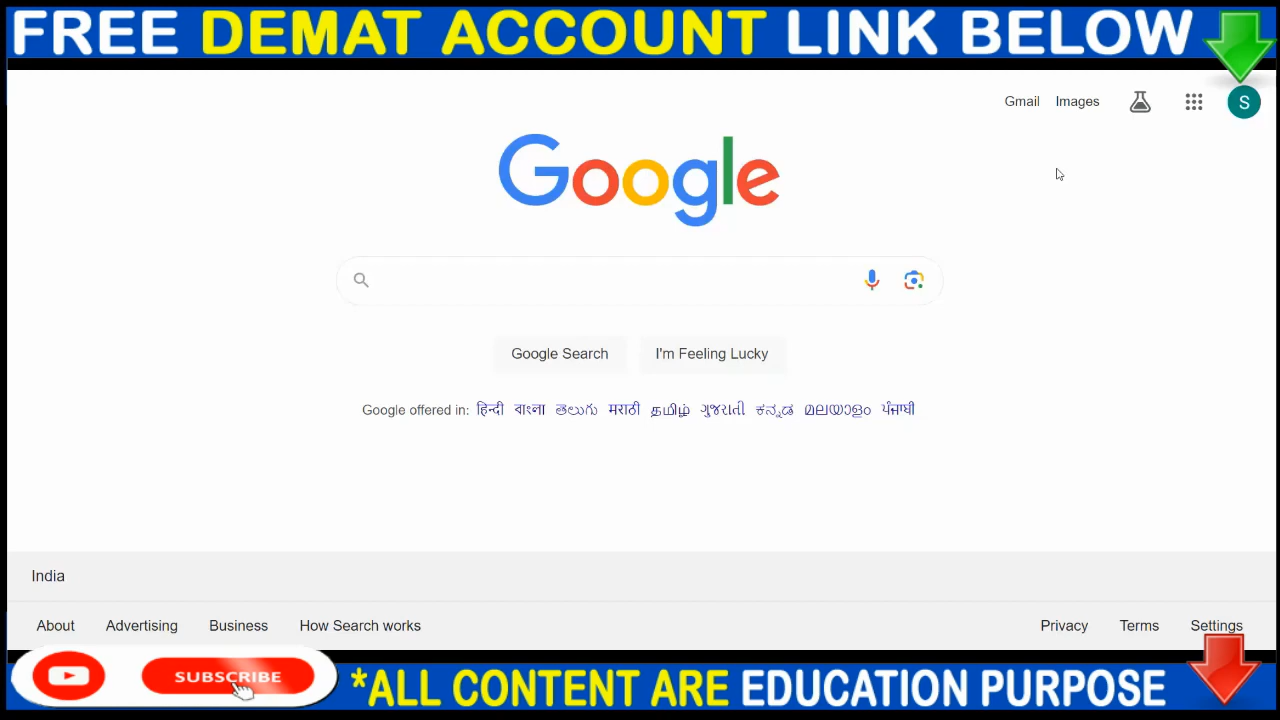 FREE DEMAT ACCOUNT LINK BELOW
Gmail Images S
Google
Google Search I'm Feeling Lucky
Google offered in: हिन्दी বাংলা తెలుగు मराठी தமிழ் ગુજરાતી ಕನ್ನಡ മലയാളം ਪੰਜਾਬੀ
India
About Advertising Business How Search works Privacy Terms Settings
SUBSCRIBE
*ALL CONTENT ARE EDUCATION PURPOSE